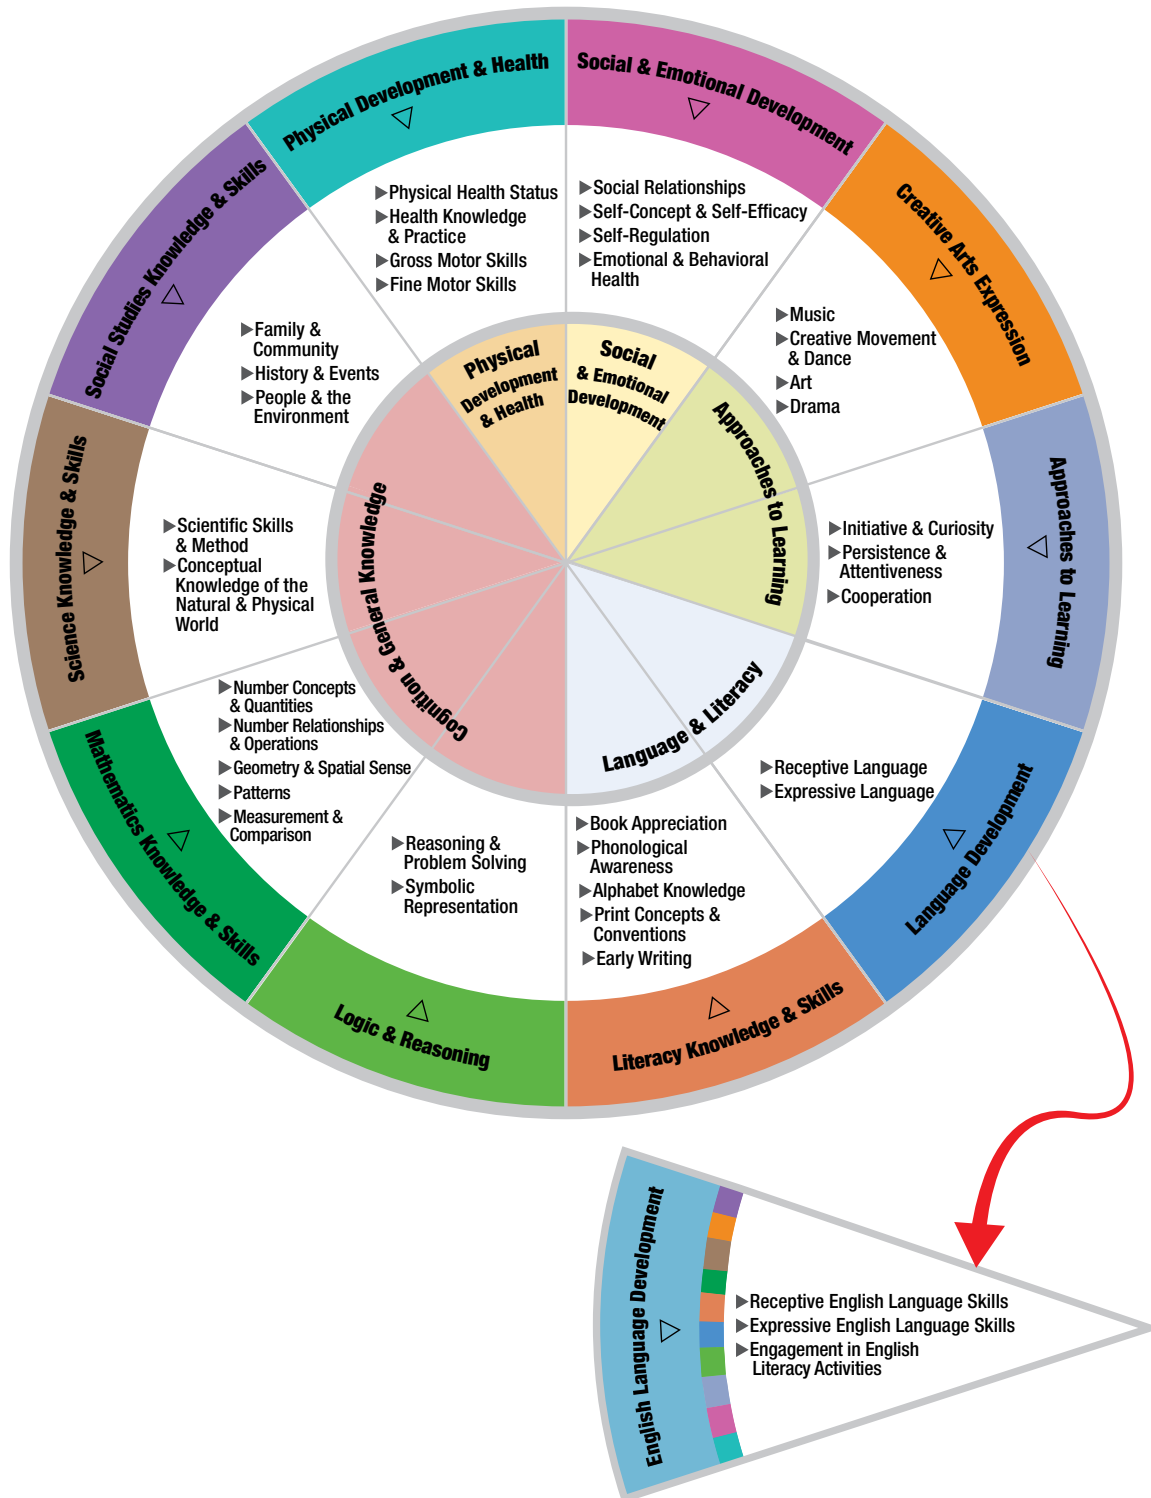 Physical Development & Health
▶Physical Health Status
▶Health Knowledge
& Practice
▶Gross Motor Skills
▶Fine Motor Skills
Social & Emotional Development
▶Social Relationships
▶Self-Concept & Self-Efficacy
▶Self-Regulation
▶Emotional & Behavioral
Health
Creative Arts Expression
▶Music
▶Creative Movement
& Dance
▶Art
▶Drama
Approaches to Learning
▶Initiative & Curiosity
▶Persistence &
Attentiveness
▶Cooperation
Language Development
▶Receptive Language
▶Expressive Language
Literacy Knowledge & Skills
▶Book Appreciation
▶Phonological
Awareness
▶Alphabet Knowledge
▶Print Concepts &
Conventions
▶Early Writing
Logic & Reasoning
▶Reasoning &
Problem Solving
▶Symbolic
Representation
Mathematics Knowledge & Skills
▶Number Concepts
& Quantities
▶Number Relationships
& Operations
▶Geometry & Spatial Sense
▶Patterns
▶Measurement &
Comparison
Science Knowledge & Skills
▶Scientific Skills
& Method
▶Conceptual
Knowledge of the
Natural & Physical
World
Social Studies Knowledge & Skills
▶Family &
Community
▶History & Events
▶People & the
Environment
Physical
Development
& Health
Social
& Emotional
Development
Approaches to Learning
Language & Literacy
Cognition & General Knowledge
English Language Development
▶Receptive English Language Skills
▶Expressive English Language Skills
▶Engagement in English
Literacy Activities